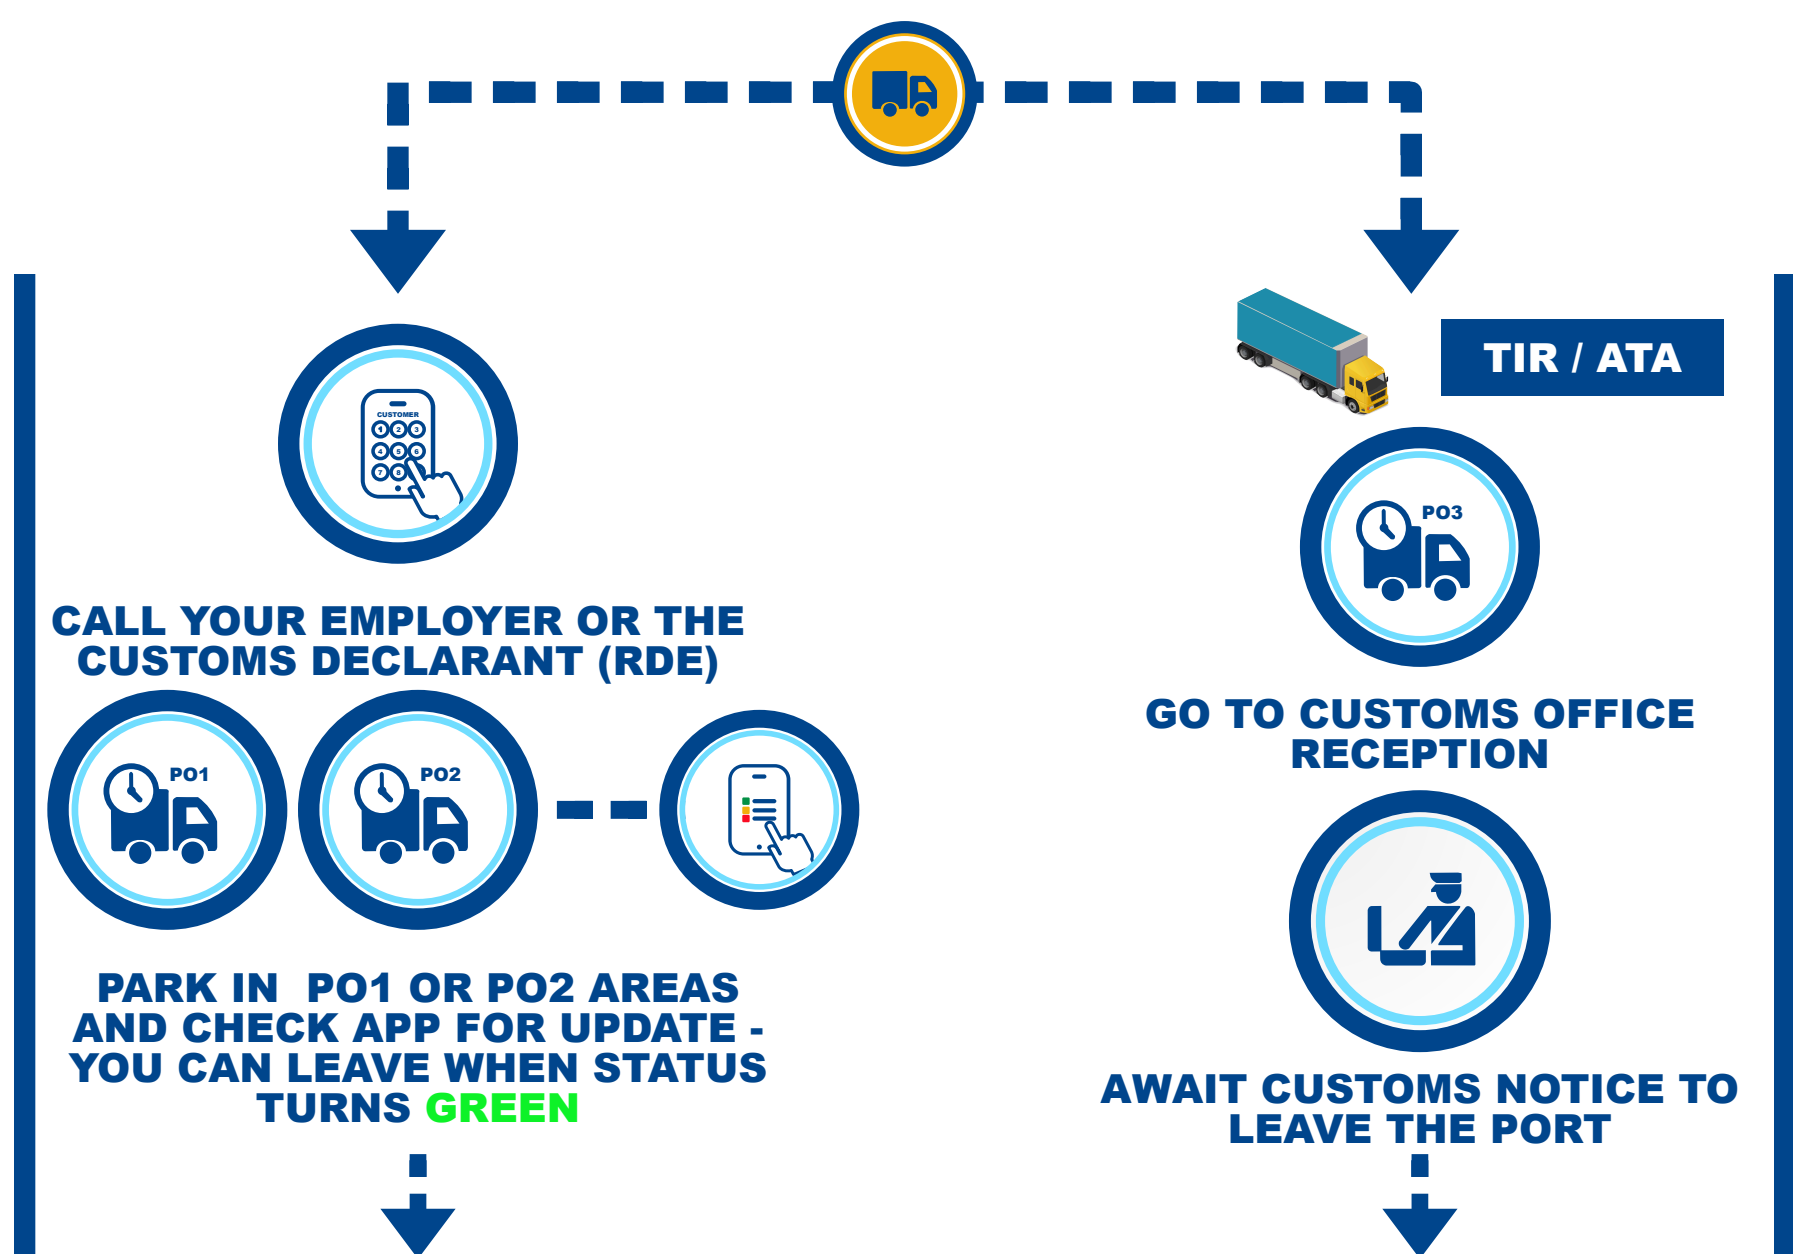 CUSTOMER
1 2 3
4 5 6
7 8
CALL YOUR EMPLOYER OR THE
CUSTOMS DECLARANT (RDE)
PO1
PO2
PARK IN PO1 OR PO2 AREAS
AND CHECK APP FOR UPDATE -
YOU CAN LEAVE WHEN STATUS
TURNS GREEN
TIR / ATA
PO3
GO TO CUSTOMS OFFICE
RECEPTION
AWAIT CUSTOMS NOTICE TO
LEAVE THE PORT